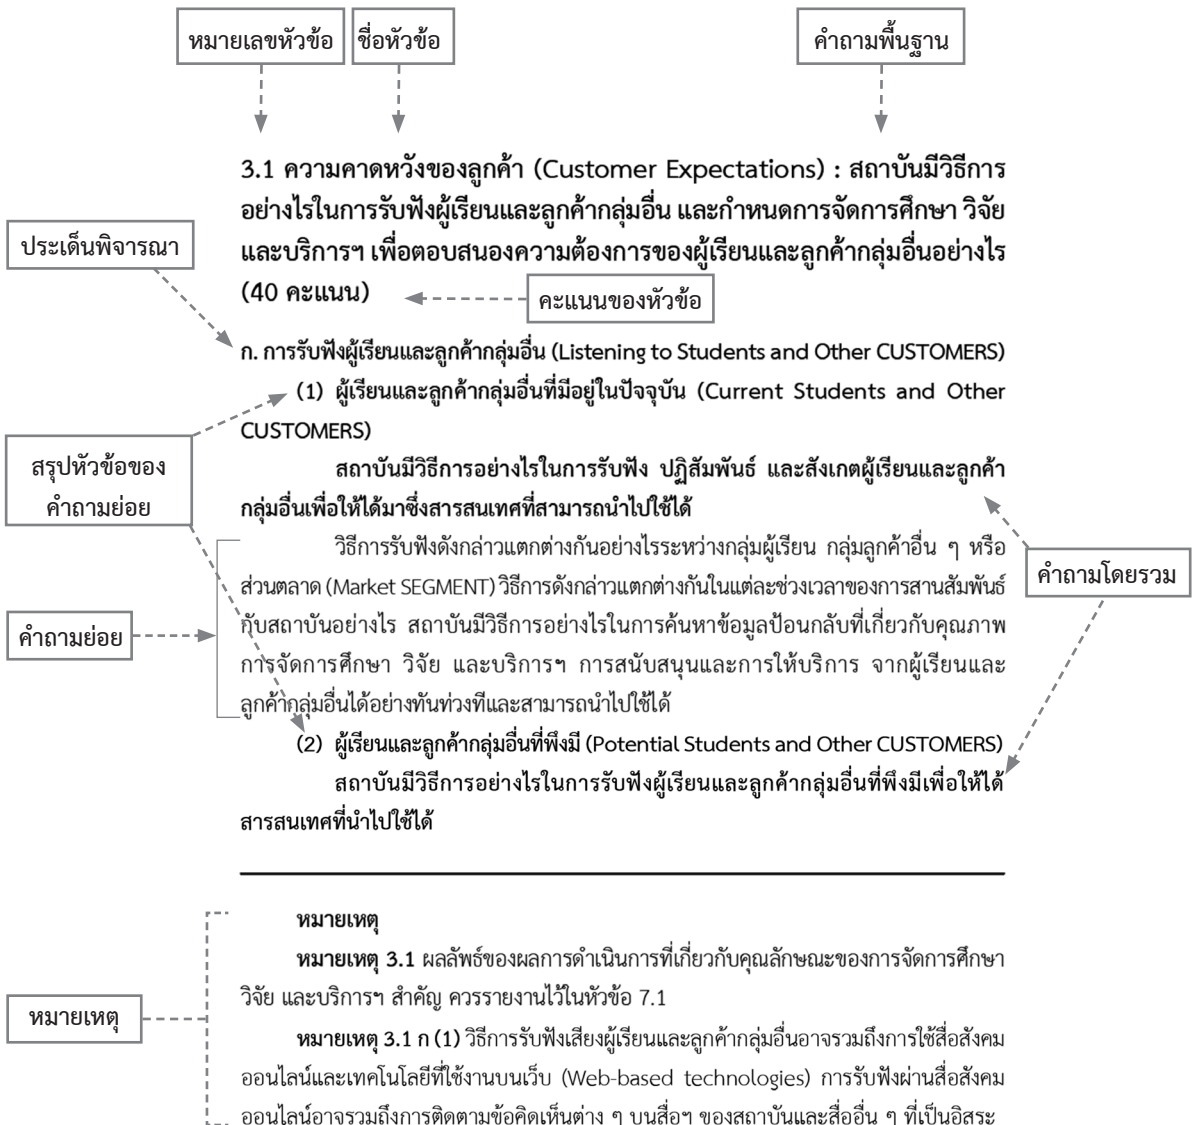 หมายเลขหัวข้อ
ชื่อหัวข้อ
คำถามพื้นฐาน
3.1 ความคาดหวังของลูกค้า (Customer Expectations) : สถาบันมีวิธีการ
อย่างไรในการรับฟังผู้เรียนและลูกค้ากลุ่มอื่น และกำหนดการจัดการศึกษา วิจัย
และบริการฯ เพื่อตอบสนองความต้องการของผู้เรียนและลูกค้ากลุ่มอื่นอย่างไร
(40 คะแนน)
ประเด็นพิจารณา
คะแนนของหัวข้อ
ก. การรับฟังผู้เรียนและลูกค้ากลุ่มอื่น (Listening to Students and Other CUSTOMERS)
(1) ผู้เรียนและลูกค้ากลุ่มอื่นที่มีอยู่ในปัจจุบัน (Current Students and Other
CUSTOMERS)
สรุปหัวข้อของ
คำถามย่อย
สถาบันมีวิธีการอย่างไรในการรับฟัง ปฏิสัมพันธ์ และสังเกตผู้เรียนและลูกค้า
กลุ่มอื่นเพื่อให้ได้มาซึ่งสารสนเทศที่สามารถนำไปใช้ได้
คำถามโดยรวม
วิธีการรับฟังดังกล่าวแตกต่างกันอย่างไรระหว่างกลุ่มผู้เรียน กลุ่มลูกค้าอื่น ๆ หรือ
ส่วนตลาด (Market SEGMENT) วิธีการดังกล่าวแตกต่างกันในแต่ละช่วงเวลาของการสานสัมพันธ์
กับสถาบันอย่างไร สถาบันมีวิธีการอย่างไรในการค้นหาข้อมูลป้อนกลับที่เกี่ยวกับคุณภาพ
การจัดการศึกษา วิจัย และบริการฯ การสนับสนุนและการให้บริการ จากผู้เรียนและ
ลูกค้ากลุ่มอื่นได้อย่างทันท่วงทีและสามารถนำไปใช้ได้
คำถามย่อย
(2) ผู้เรียนและลูกค้ากลุ่มอื่นที่พึงมี (Potential Students and Other CUSTOMERS)
สถาบันมีวิธีการอย่างไรในการรับฟังผู้เรียนและลูกค้ากลุ่มอื่นที่พึงมีเพื่อให้ได้
สารสนเทศที่นำไปใช้ได้
หมายเหตุ
หมายเหตุ 3.1 ผลลัพธ์ของผลการดำเนินการที่เกี่ยวกับคุณลักษณะของการจัดการศึกษา
วิจัย และบริการฯ สำคัญ ควรรายงานไว้ในหัวข้อ 7.1
หมายเหตุ
หมายเหตุ 3.1 ก (1) วิธีการรับฟังเสียงผู้เรียนและลูกค้ากลุ่มอื่นอาจรวมถึงการใช้สื่อสังคม
ออนไลน์และเทคโนโลยีที่ใช้งานบนเว็บ (Web-based technologies) การรับฟังผ่านสื่อสังคม
ออนไลน์อาจรวมถึงการติดตามข้อคิดเห็นต่าง ๆ บนสื่อฯ ของสถาบันและสื่ออื่น ๆ ที่เป็นอิสระ